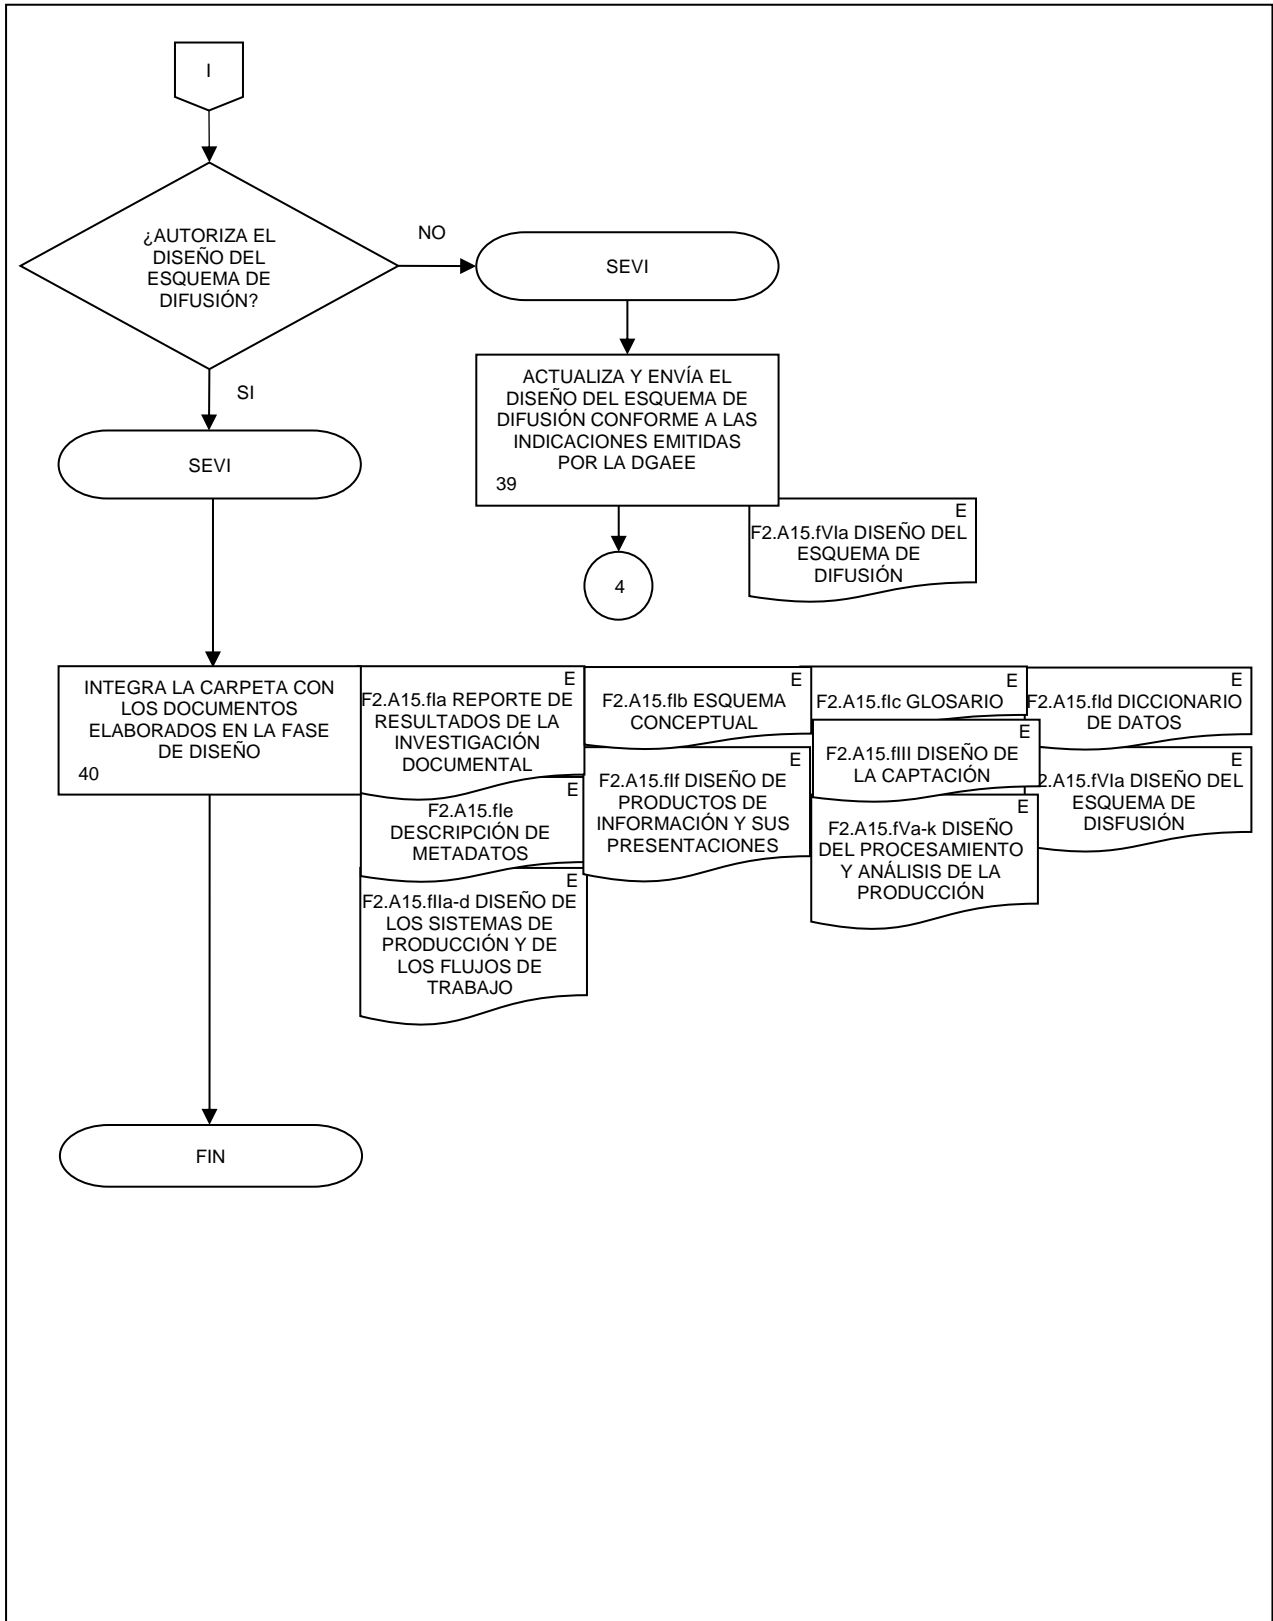 I
¿AUTORIZA EL
DISEÑO DEL
ESQUEMA DE
DIFUSIÓN?
NO
SEVI
ACTUALIZA Y ENVÍA EL
DISEÑO DEL ESQUEMA DE
DIFUSIÓN CONFORME A LAS
INDICACIONES EMITIDAS
POR LA DGAEE
39
E
F2.A15.fVIa DISEÑO DEL
ESQUEMA DE
DIFUSIÓN
4
SI
SEVI
INTEGRA LA CARPETA CON
LOS DOCUMENTOS
ELABORADOS EN LA FASE
DE DISEÑO
40
E
F2.A15.fIa REPORTE DE
RESULTADOS DE LA
INVESTIGACIÓN
DOCUMENTAL
E
F2.A15.fIb ESQUEMA
CONCEPTUAL
E
F2.A15.fIc GLOSARIO
E
F2.A15.fId DICCIONARIO
DE DATOS
E
F2.A15.fIe
DESCRIPCIÓN DE
METADATOS
E
F2.A15.fIf DISEÑO DE
PRODUCTOS DE
INFORMACIÓN Y SUS
PRESENTACIONES
E
F2.A15.fIII DISEÑO DE
LA CAPTACIÓN
E
2.A15.fVIa DISEÑO DEL
ESQUEMA DE
DISFUSIÓN
E
F2.A15.fIIa-d DISEÑO DE
LOS SISTEMAS DE
PRODUCCIÓN Y DE
LOS FLUJOS DE
TRABAJO
E
F2.A15.fVa-k DISEÑO
DEL PROCESAMIENTO
Y ANÁLISIS DE LA
PRODUCCIÓN
FIN